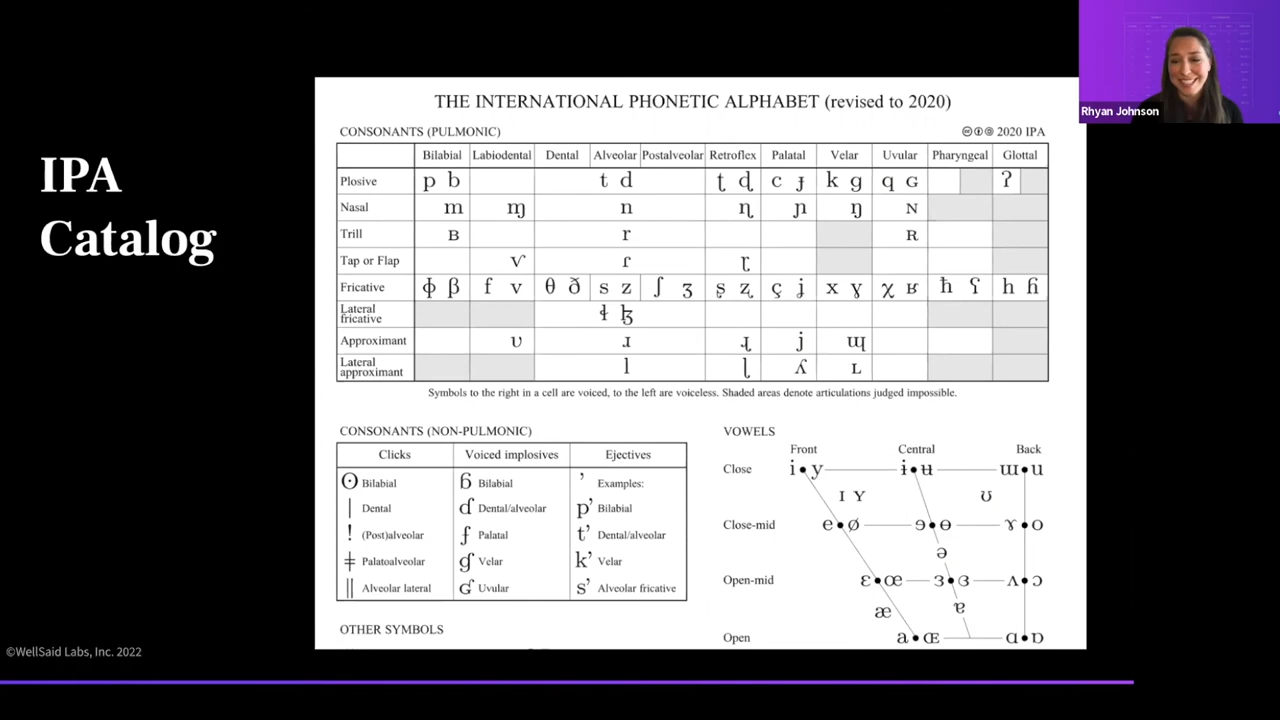 IPA
Catalog
Rhyan Johnson
THE INTERNATIONAL PHONETIC ALPHABET (revised to 2020)
CONSONANTS (PULMONIC) 🅭🅯🄎 2020 IPA
Bilabial Labiodental Dental Alveolar Postalveolar Retroflex Palatal Velar Uvular Pharyngeal Glottal
Plosive p b t d ʈ ɖ c ɟ k ɡ q ɢ ʔ
Nasal m ɱ n ɳ ɲ ŋ ɴ
Trill ʙ r ʀ
Tap or Flap ⱱ ɾ ɽ
Fricative ɸ β f v θ ð s z ʃ ʒ ʂ ʐ ç ʝ x ɣ χ ʁ ħ ʕ h ɦ
Lateral
fricative ɬ ɮ
Approximant ʋ ɹ ɻ j ɰ
Lateral
approximant l ɭ ʎ ʟ
Symbols to the right in a cell are voiced, to the left are voiceless. Shaded areas denote articulations judged impossible.
CONSONANTS (NON-PULMONIC)
Clicks Voiced implosives Ejectives
ʘ Bilabial ɓ Bilabial ʼ Examples:
ǀ Dental ɗ Dental/alveolar pʼ Bilabial
ǃ (Post)alveolar ʄ Palatal tʼ Dental/alveolar
ǂ Palatoalveolar ɠ Velar kʼ Velar
ǁ Alveolar lateral ʛ Uvular sʼ Alveolar fricative
OTHER SYMBOLS
VOWELS
Front Central Back
Close i y ɨ ʉ ɯ u
ɪ ʏ ʊ
Close-mid e ø ɘ ɵ ɤ o
ə
Open-mid ɛ œ ɜ ɞ ʌ ɔ
æ ɐ
Open a ɶ ɑ ɒ
©WellSaid Labs, Inc. 2022